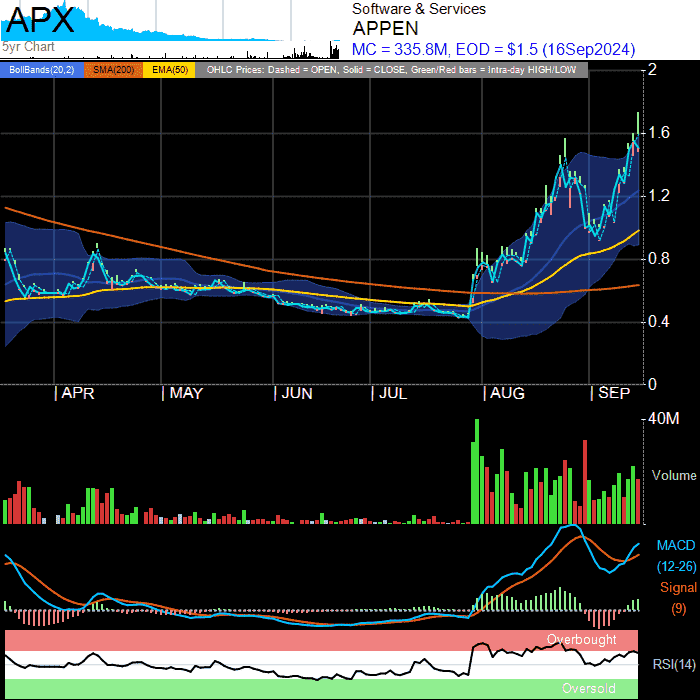 APX
5yr Chart
Software & Services
APPEN
MC = 335.8M, EOD = $1.5 (16Sep2024)
BollBands(20,2) SMA(200) EMA(50) OHLC Prices: Dashed = OPEN, Solid = CLOSE, Green/Red bars = Intra-day HIGH/LOW
2
1.6
1.2
0.8
0.4
0
| APR | MAY | JUN | JUL | AUG | SEP
40M
Volume
MACD
(12-26)
Signal
(9)
Overbought
RSI(14)
Oversold